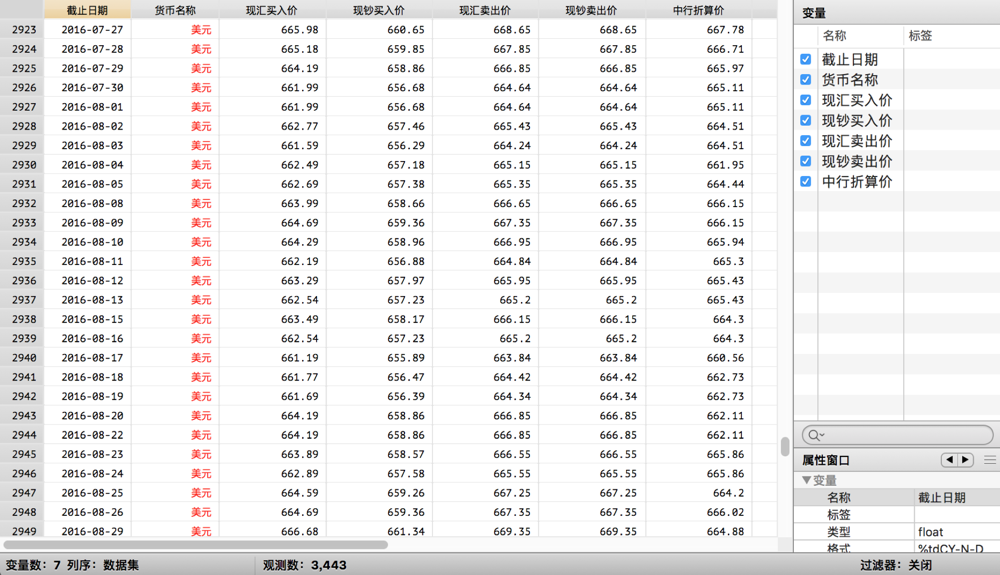 截止日期 货币名称 现汇买入价 现钞买入价 现汇卖出价 现钞卖出价 中行折算价
2923 2016-07-27 美元 665.98 660.65 668.65 668.65 667.78
2924 2016-07-28 美元 665.18 659.85 667.85 667.85 666.71
2925 2016-07-29 美元 664.19 658.86 666.85 666.85 665.97
2926 2016-07-30 美元 661.99 656.68 664.64 664.64 665.11
2927 2016-08-01 美元 661.99 656.68 664.64 664.64 665.11
2928 2016-08-02 美元 662.77 657.46 665.43 665.43 664.51
2929 2016-08-03 美元 661.59 656.29 664.24 664.24 664.51
2930 2016-08-04 美元 662.49 657.18 665.15 665.15 661.95
2931 2016-08-05 美元 662.69 657.38 665.35 665.35 664.44
2932 2016-08-08 美元 663.99 658.66 666.65 666.65 666.15
2933 2016-08-09 美元 664.69 659.36 667.35 667.35 666.15
2934 2016-08-10 美元 664.29 658.96 666.95 666.95 665.94
2935 2016-08-11 美元 662.19 656.88 664.84 664.84 665.3
2936 2016-08-12 美元 663.29 657.97 665.95 665.95 665.43
2937 2016-08-13 美元 662.54 657.23 665.2 665.2 665.43
2938 2016-08-15 美元 663.49 658.17 666.15 666.15 664.3
2939 2016-08-16 美元 662.54 657.23 665.2 665.2 664.3
2940 2016-08-17 美元 661.19 655.89 663.84 663.84 660.56
2941 2016-08-18 美元 661.77 656.47 664.42 664.42 662.73
2942 2016-08-19 美元 661.69 656.39 664.34 664.34 662.73
2943 2016-08-20 美元 664.19 658.86 666.85 666.85 662.11
2944 2016-08-22 美元 664.19 658.86 666.85 666.85 662.11
2945 2016-08-23 美元 663.89 658.57 666.55 666.55 665.86
2946 2016-08-24 美元 662.89 657.58 665.55 665.55 665.86
2947 2016-08-25 美元 664.59 659.26 667.25 667.25 664.2
2948 2016-08-26 美元 664.69 659.36 667.35 667.35 666.02
2949 2016-08-29 美元 666.68 661.34 669.35 669.35 664.88
变量
名称 标签
截止日期
货币名称
现汇买入价
现钞买入价
现汇卖出价
现钞卖出价
中行折算价
属性窗口
变量
名称 截止日期
标签
类型 float
格式 %tdCY-N-D
变量数: 7 列序: 数据集 观测数: 3,443 过滤器: 关闭